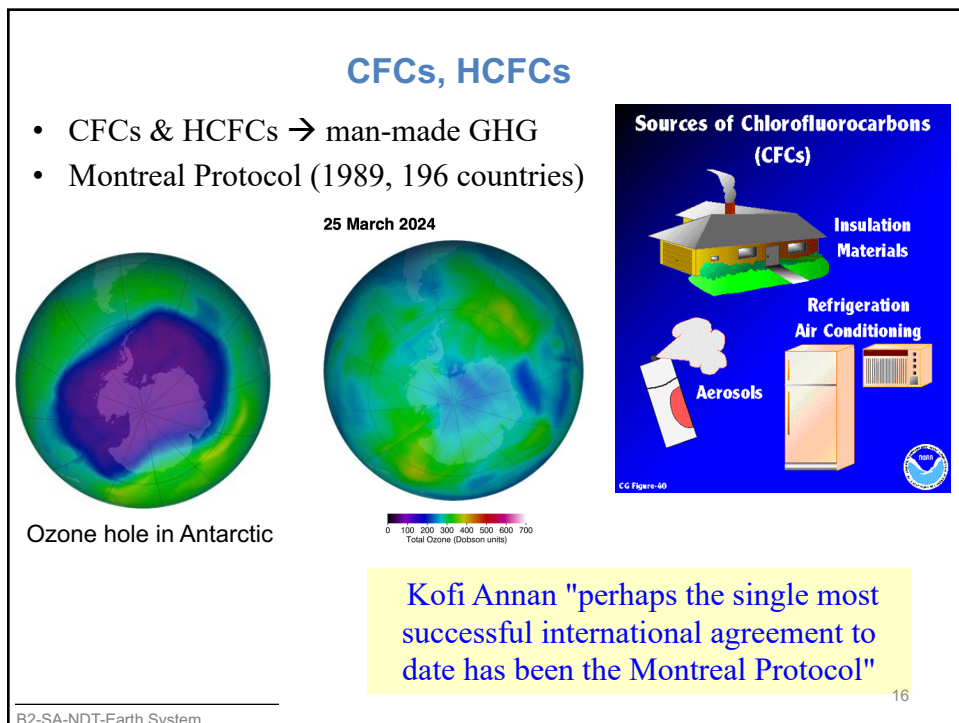 CFCs, HCFCs
• CFCs & HCFCs → man-made GHG
• Montreal Protocol (1989, 196 countries)
25 March 2024
Ozone hole in Antarctic
0 100 200 300 400 500 600 700
Total Ozone (Dobson units)
Sources of Chlorofluorocarbons
(CFCs)
Insulation
Materials
Refrigeration
Air Conditioning
Aerosols
NOAA
CG Figure-40
Kofi Annan "perhaps the single most
successful international agreement to
date has been the Montreal Protocol"
16
B2-SA-NDT-Earth System